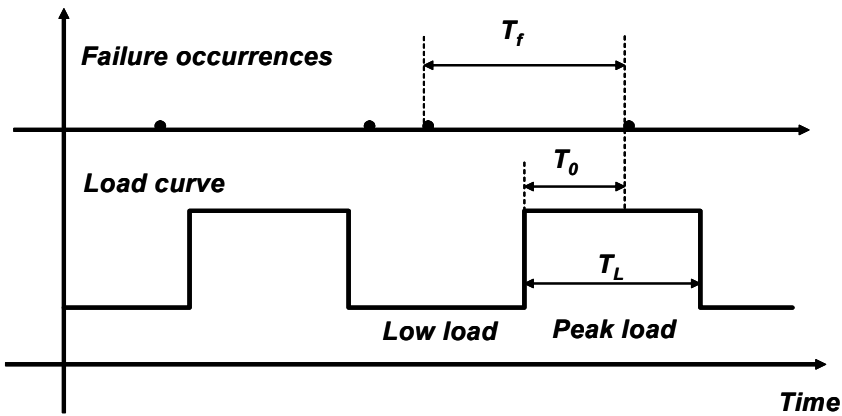 T_f
Failure occurrences
T_0
Load curve
T_L
Low load
Peak load
Time